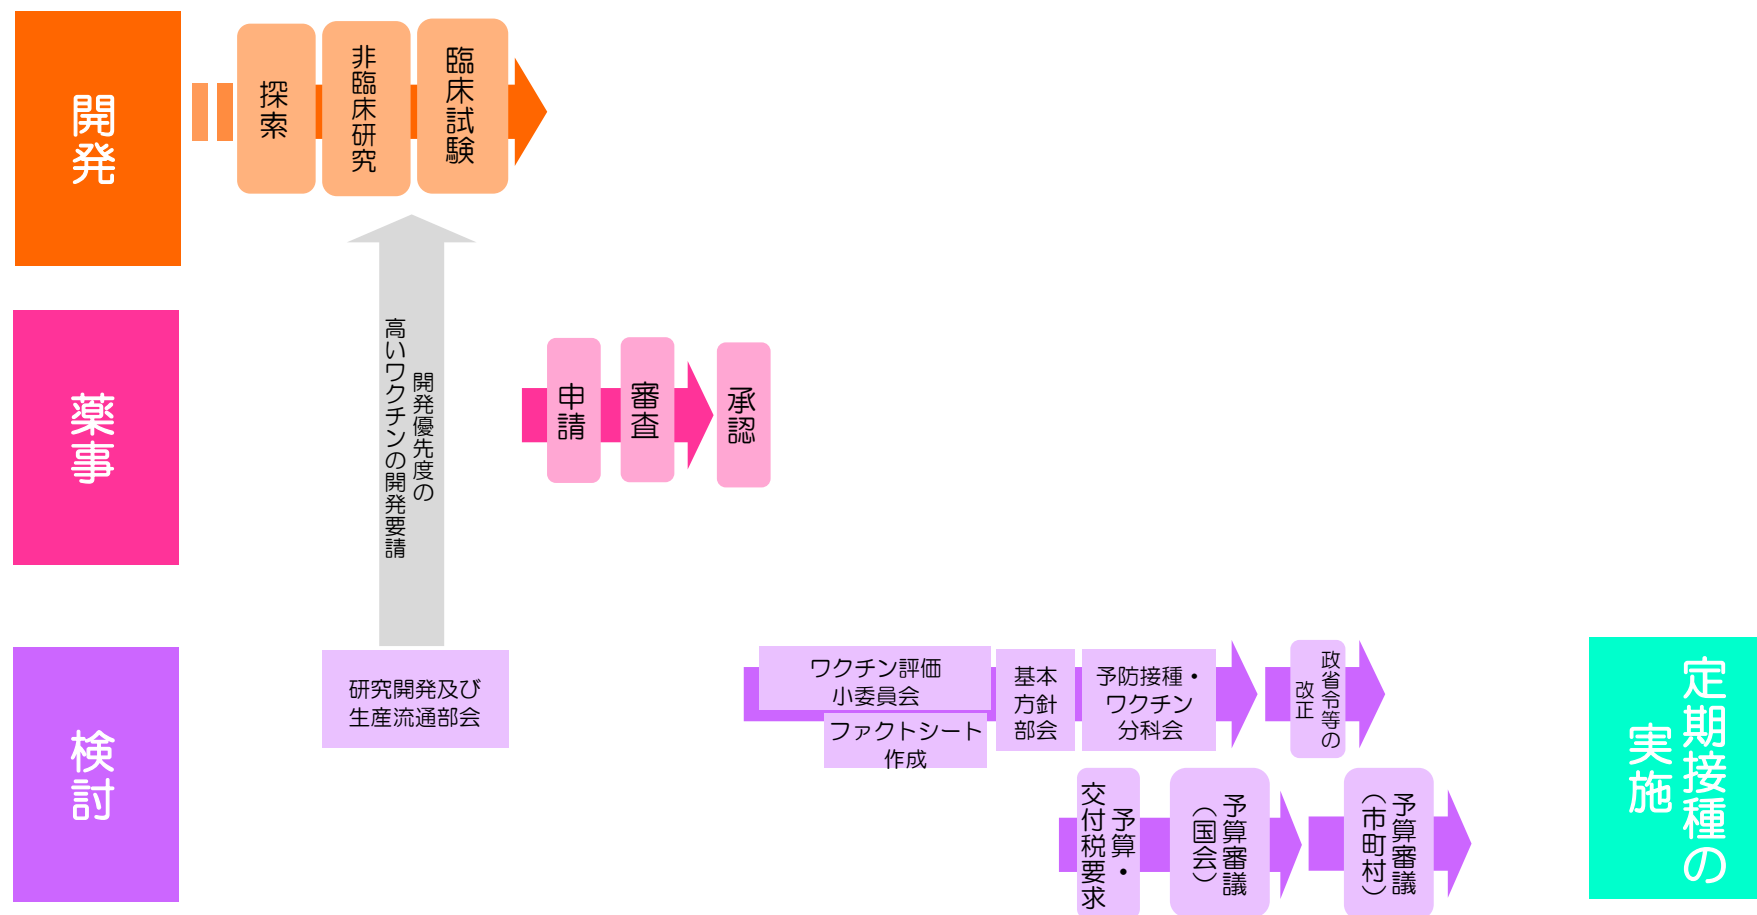 開発
探索
非臨床研究
臨床試験
開発優先度の
高いワクチンの開発要請
薬事
申請
審査
承認
検討
研究開発及び
生産流通部会
ワクチン評価
小委員会
ファクトシート
作成
基本
方針
部会
予防接種・
ワクチン
分科会
政省令等の
改正
予算・
交付税要求
予算審議
（国会）
予算審議
（市町村）
定期接種の
実施